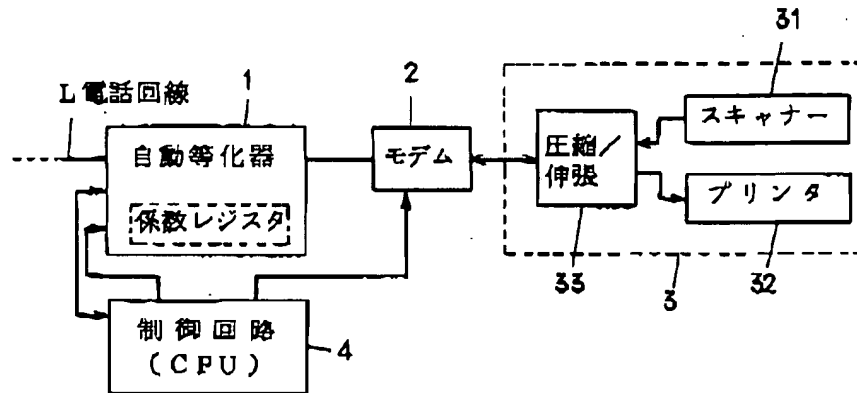 31
1
2
L電話回線
スキャナー
自動等化器
モデム
圧縮/
伸張
プリンタ
係数レジスタ
33
3
32
制御回路
(CPU)
4